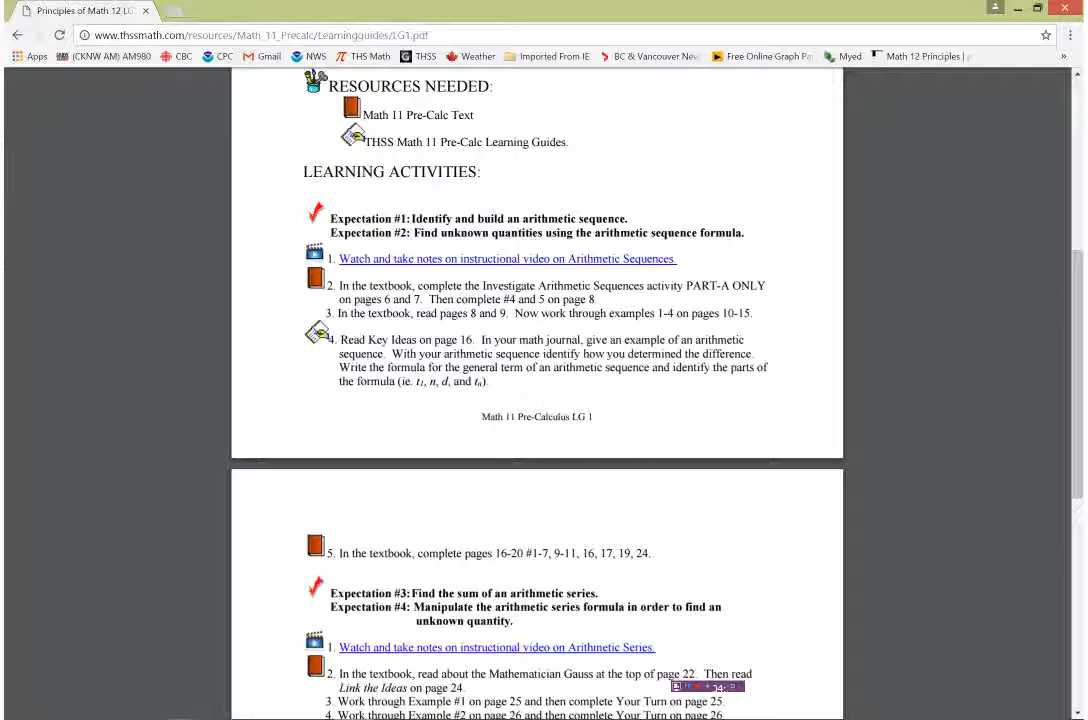 Principles of Math 12 LG
www.thssmath.com/resources/Math_11_Precalc/Learningguides/LG1.pdf
Apps (CKNW AM) AM980 CBC CPC Gmail NWS THS Math THSS Weather Imported From IE BC & Vancouver New Free Online Graph Pa Myed Math 12 Principles | p
RESOURCES NEEDED:
Math 11 Pre-Calc Text
THSS Math 11 Pre-Calc Learning Guides.
LEARNING ACTIVITIES:
Expectation #1: Identify and build an arithmetic sequence.
Expectation #2: Find unknown quantities using the arithmetic sequence formula.
1. Watch and take notes on instructional video on Arithmetic Sequences.
2. In the textbook, complete the Investigate Arithmetic Sequences activity PART-A ONLY
on pages 6 and 7. Then complete #4 and 5 on page 8.
3. In the textbook, read pages 8 and 9. Now work through examples 1-4 on pages 10-15.
4. Read Key Ideas on page 16. In your math journal, give an example of an arithmetic
sequence. With your arithmetic sequence identify how you determined the difference.
Write the formula for the general term of an arithmetic sequence and identify the parts of
the formula (ie. t1, n, d, and tn).
Math 11 Pre-Calculus LG 1
5. In the textbook, complete pages 16-20 #1-7, 9-11, 16, 17, 19, 24.
Expectation #3: Find the sum of an arithmetic series.
Expectation #4: Manipulate the arithmetic series formula in order to find an
unknown quantity.
1. Watch and take notes on instructional video on Arithmetic Series.
2. In the textbook, read about the Mathematician Gauss at the top of page 22. Then read
Link the Ideas on page 24.
3. Work through Example #1 on page 25 and then complete Your Turn on page 25.
4. Work through Example #2 on page 26 and then complete Your Turn on page 26.